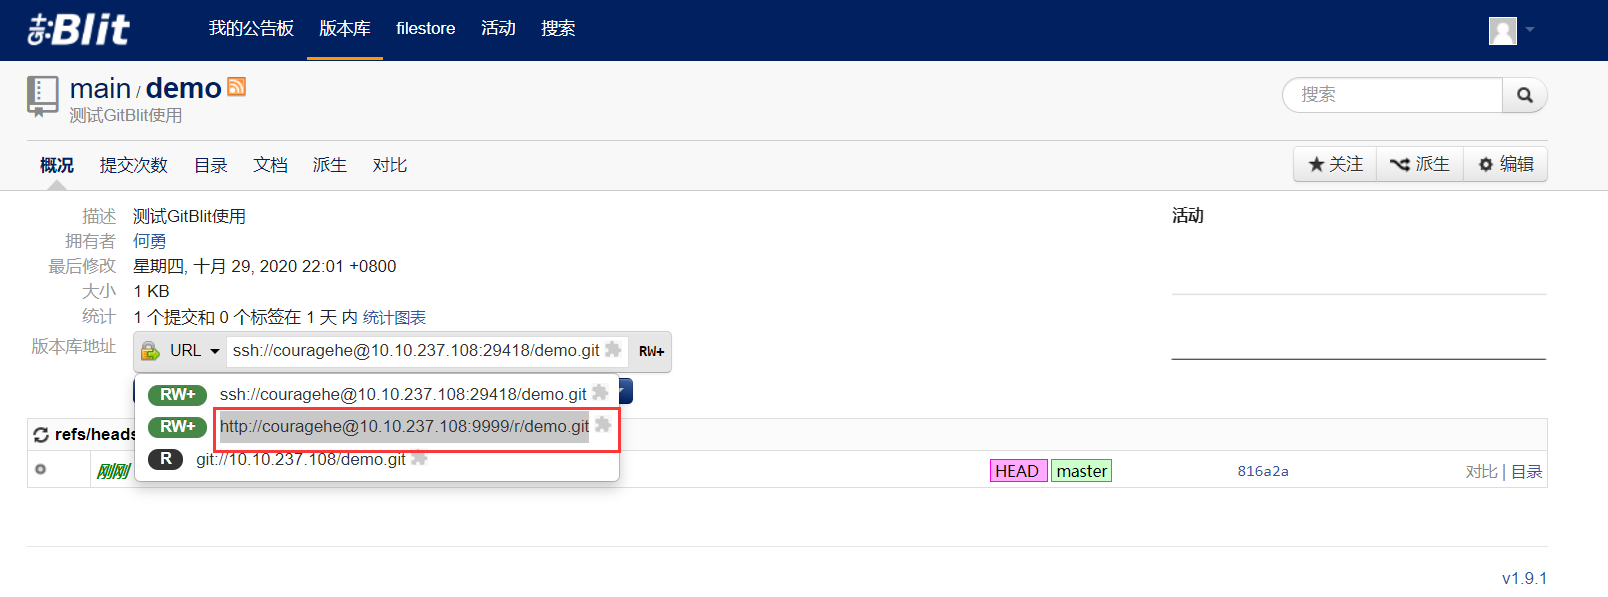 Blit 我的公告板 版本库 filestore 活动 搜索
main / demo
测试GitBlit使用
搜索
概况 提交次数 目录 文档 派生 对比
关注 派生 编辑
描述 测试GitBlit使用
活动
拥有者 何勇
最后修改 星期四, 十月 29, 2020 22:01 +0800
大小 1 KB
统计 1 个提交和 0 个标签在 1 天 内 统计图表
版本库地址 URL ssh://couragehe@10.10.237.108:29418/demo.git RW+
RW+ ssh://couragehe@10.10.237.108:29418/demo.git
RW+ http://couragehe@10.10.237.108:9999/r/demo.git
R git://10.10.237.108/demo.git
refs/heads
刚刚 HEAD master 816a2a 对比 | 目录
v1.9.1